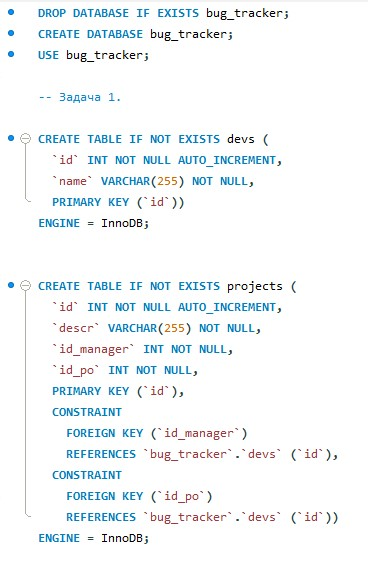 DROP DATABASE IF EXISTS bug_tracker;
CREATE DATABASE bug_tracker;
USE bug_tracker;
-- Задача 1.
CREATE TABLE IF NOT EXISTS devs (
`id` INT NOT NULL AUTO_INCREMENT,
`name` VARCHAR(255) NOT NULL,
PRIMARY KEY (`id`))
ENGINE = InnoDB;
CREATE TABLE IF NOT EXISTS projects (
`id` INT NOT NULL AUTO_INCREMENT,
`descr` VARCHAR(255) NOT NULL,
`id_manager` INT NOT NULL,
`id_po` INT NOT NULL,
PRIMARY KEY (`id`),
CONSTRAINT
FOREIGN KEY (`id_manager`)
REFERENCES `bug_tracker`.`devs` (`id`),
CONSTRAINT
FOREIGN KEY (`id_po`)
REFERENCES `bug_tracker`.`devs` (`id`))
ENGINE = InnoDB;